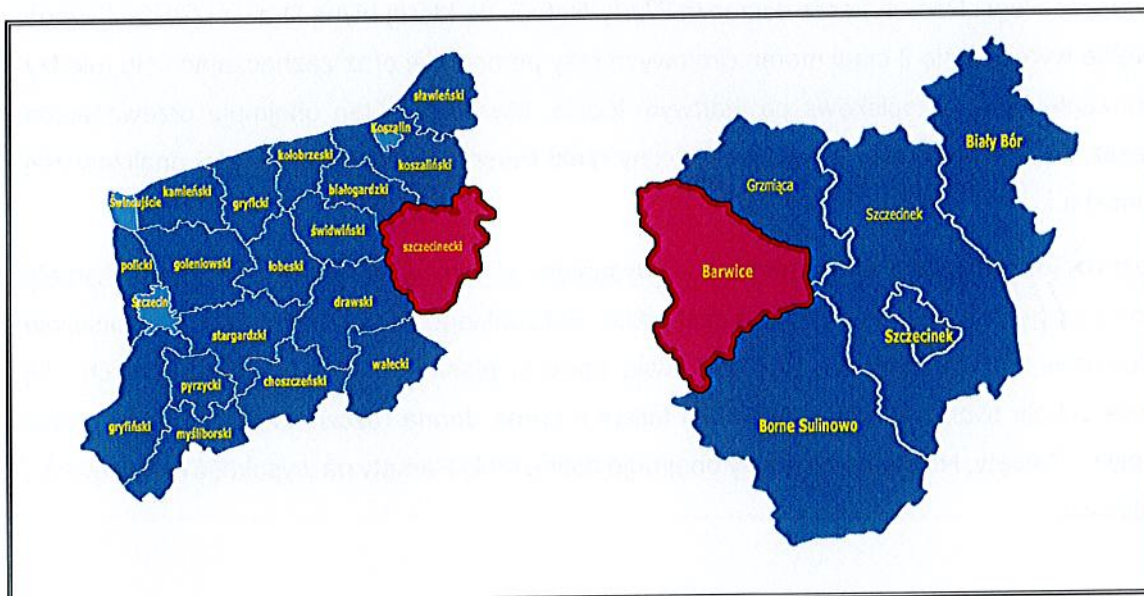 sławieński
Koszalin
kołobrzeski
koszaliński
białogardzki
Świnoujście
kamieński
gryficki
świdwiński
szczecinecki
policki
goleniowski
łobeski
Szczecin
drawski
stargardzki
wałecki
pyrzycki
choszczeński
gryfiński
myśliborski
Biały Bór
Grzmiąca
Szczecinek
Barwice
Szczecinek
Borne Sulinowo